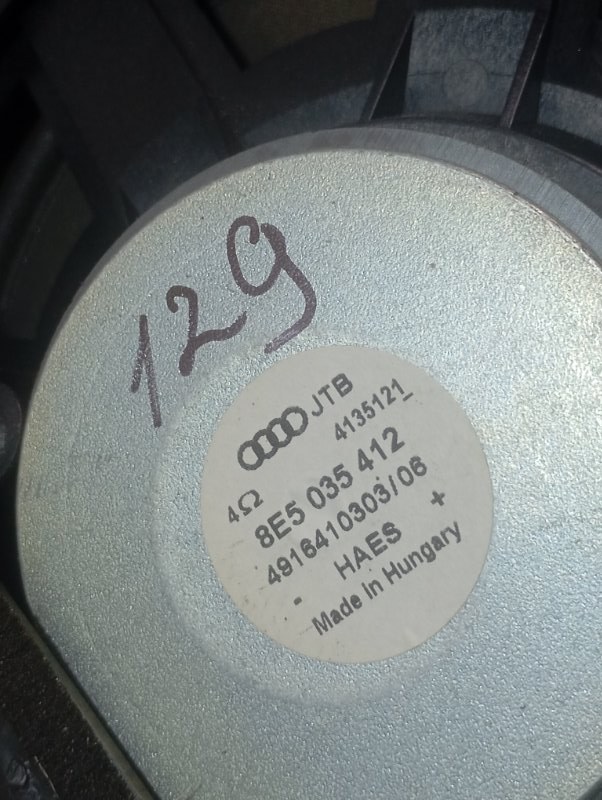 129
JTB
4135121_
4Ω
8E5 035 412
4916410303/06
HAES
- +
Made In Hungary